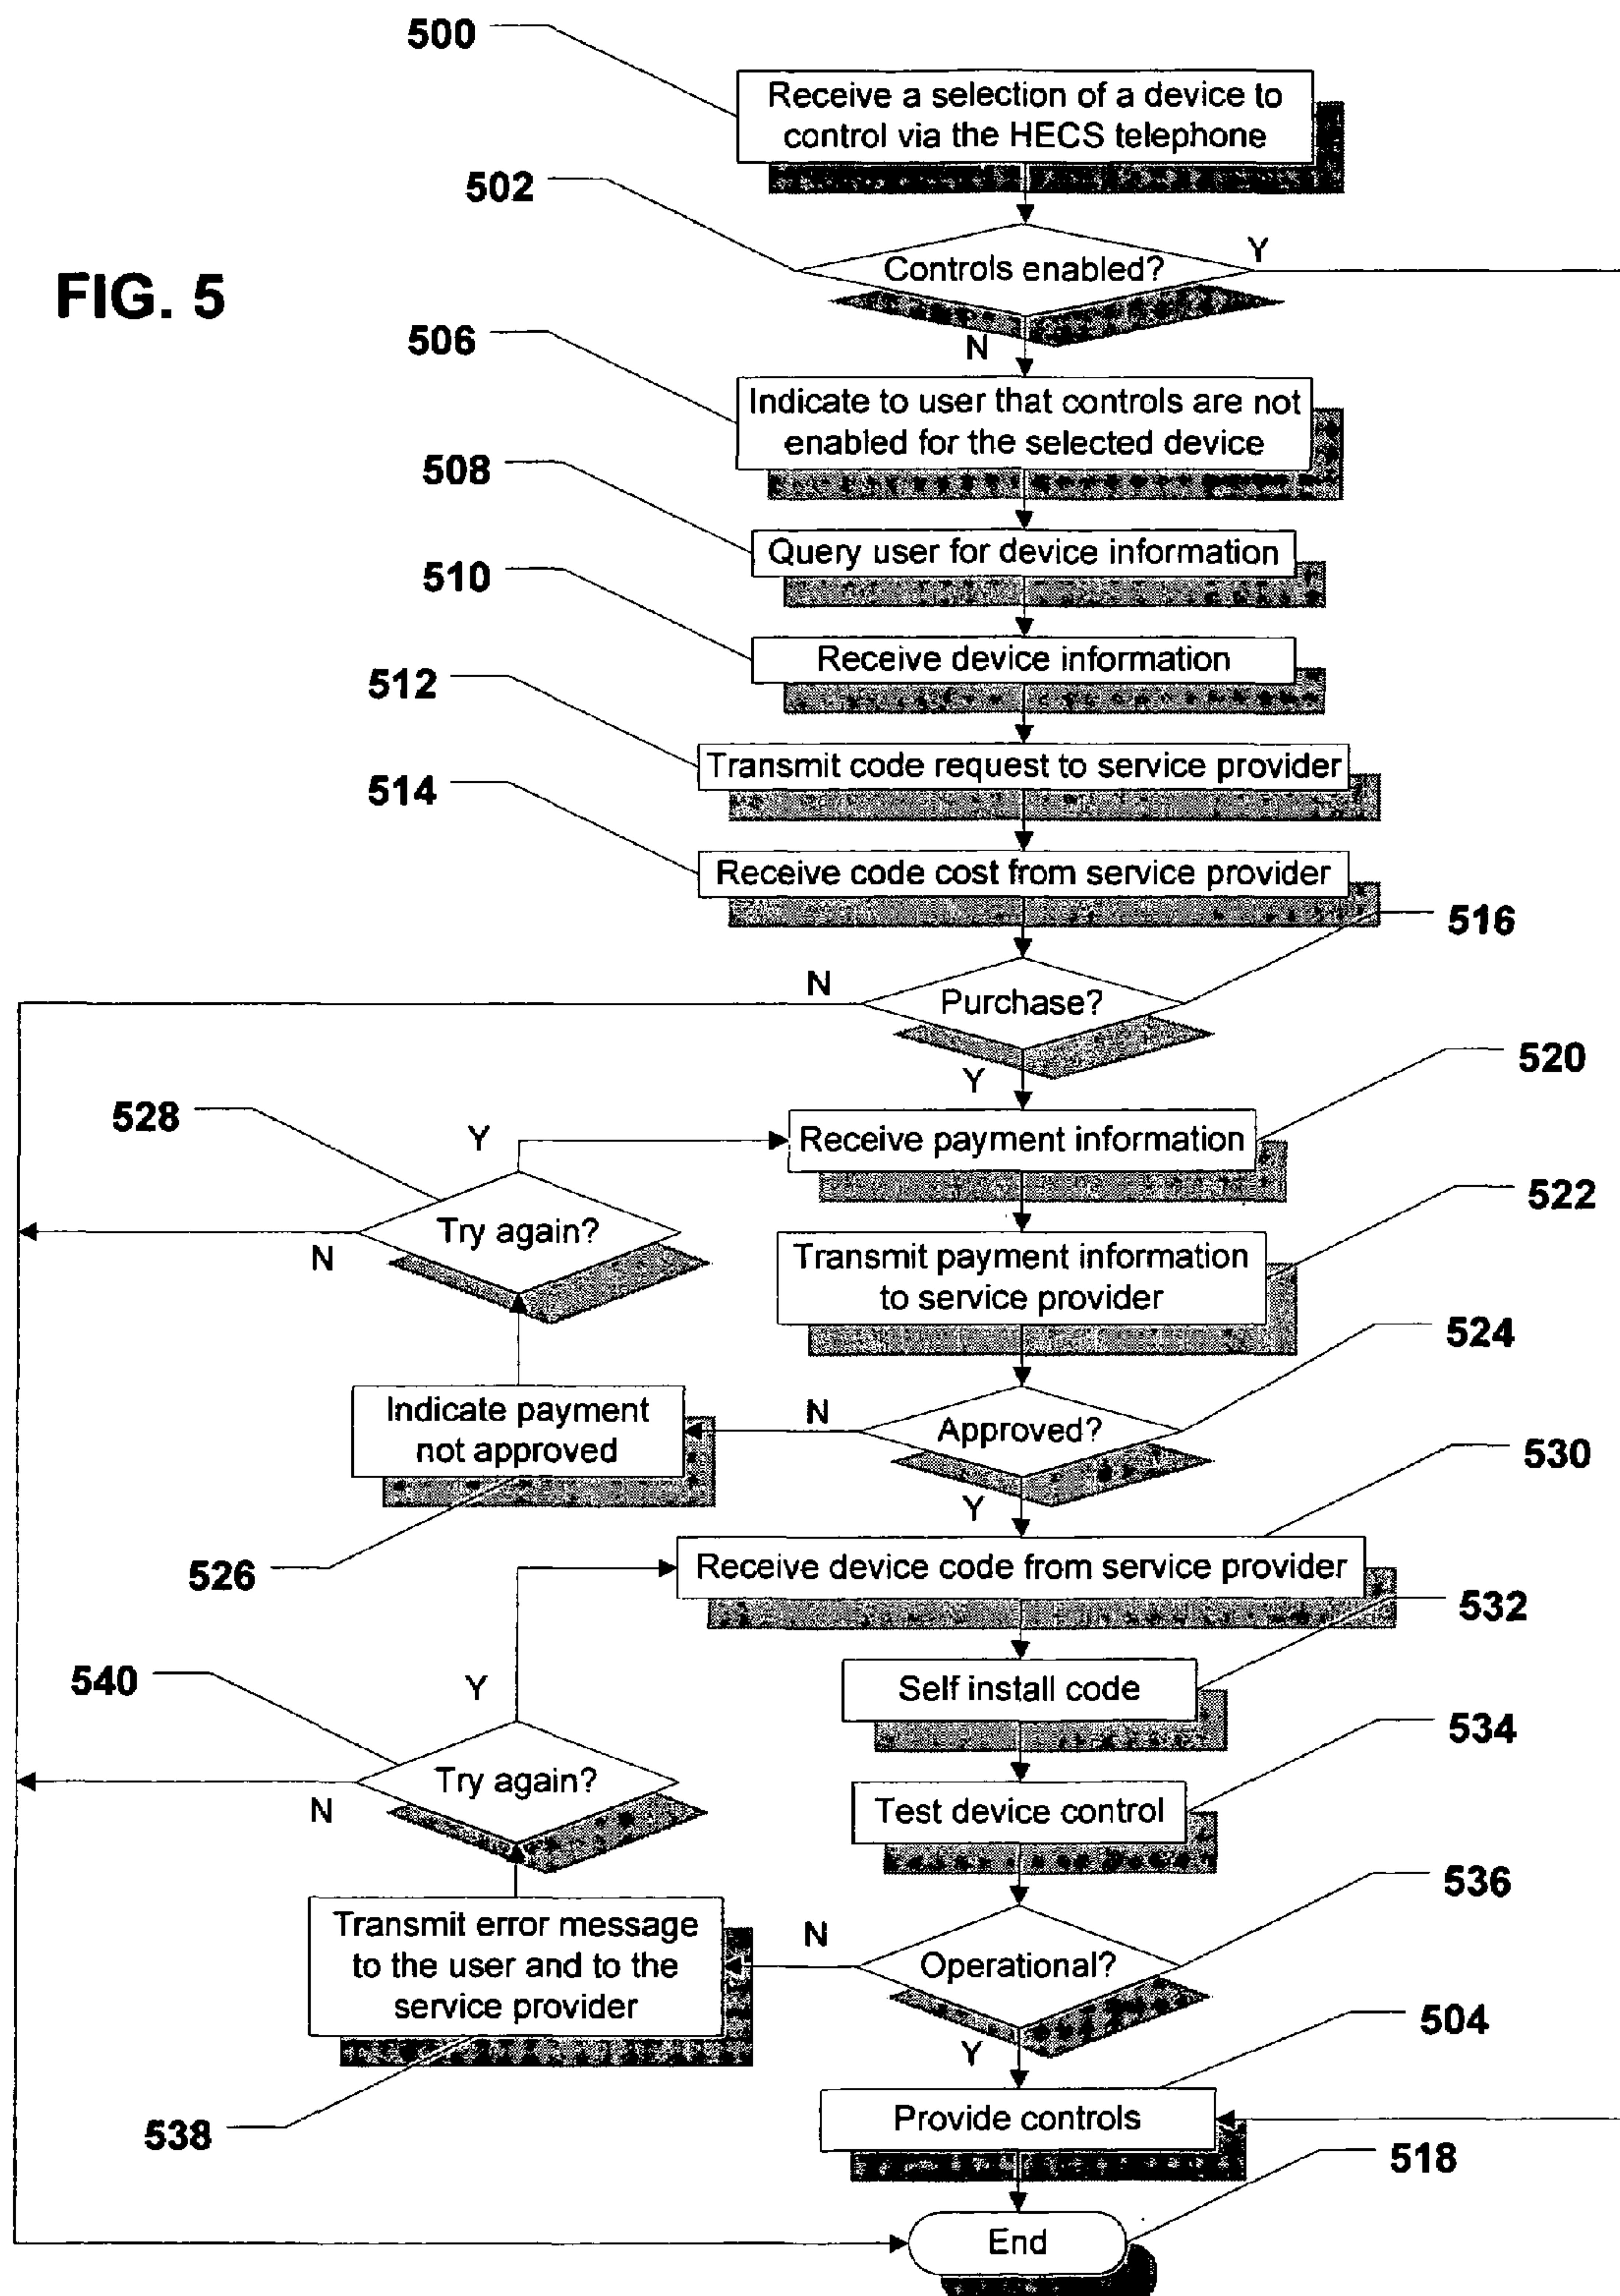 500
Receive a selection of a device to
control via the HECS telephone
502
Controls enabled?
Y
FIG. 5
N
506
Indicate to user that controls are not
enabled for the selected device
508
Query user for device information
510
Receive device information
512
Transmit code request to service provider
514
Receive code cost from service provider
516
N
Purchase?
Y
520
528
Y
Receive payment information
522
Try again?
N
Transmit payment information
to service provider
524
Indicate payment
not approved
N
Approved?
Y
530
526
Receive device code from service provider
532
540
Y
Self install code
534
Try again?
N
Test device control
536
Transmit error message
to the user and to the
service provider
N
Operational?
Y
504
538
Provide controls
518
End